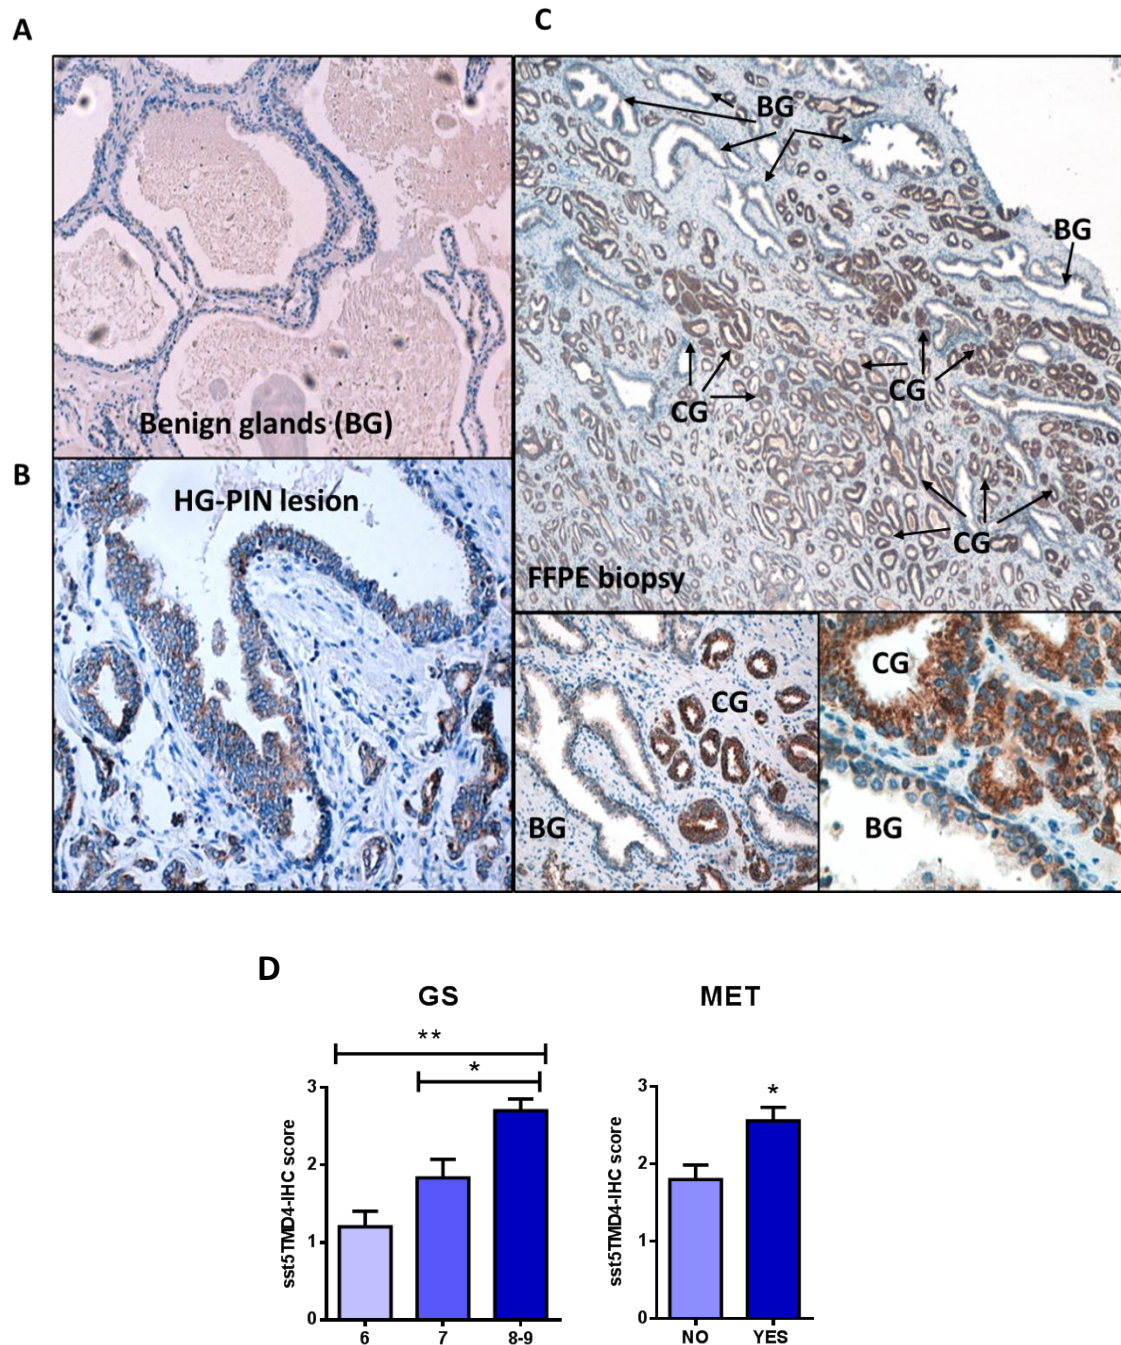 A
C
Benign glands (BG)
B
HG-PIN lesion
BG
BG
CG
CG
CG
FFPE biopsy
CG
BG
CG
BG
D
GS
MET
**
*
*
sst5TMD4-IHC score
3
2
1
0
6 7 8-9
sst5TMD4-IHC score
3
2
1
0
NO YES